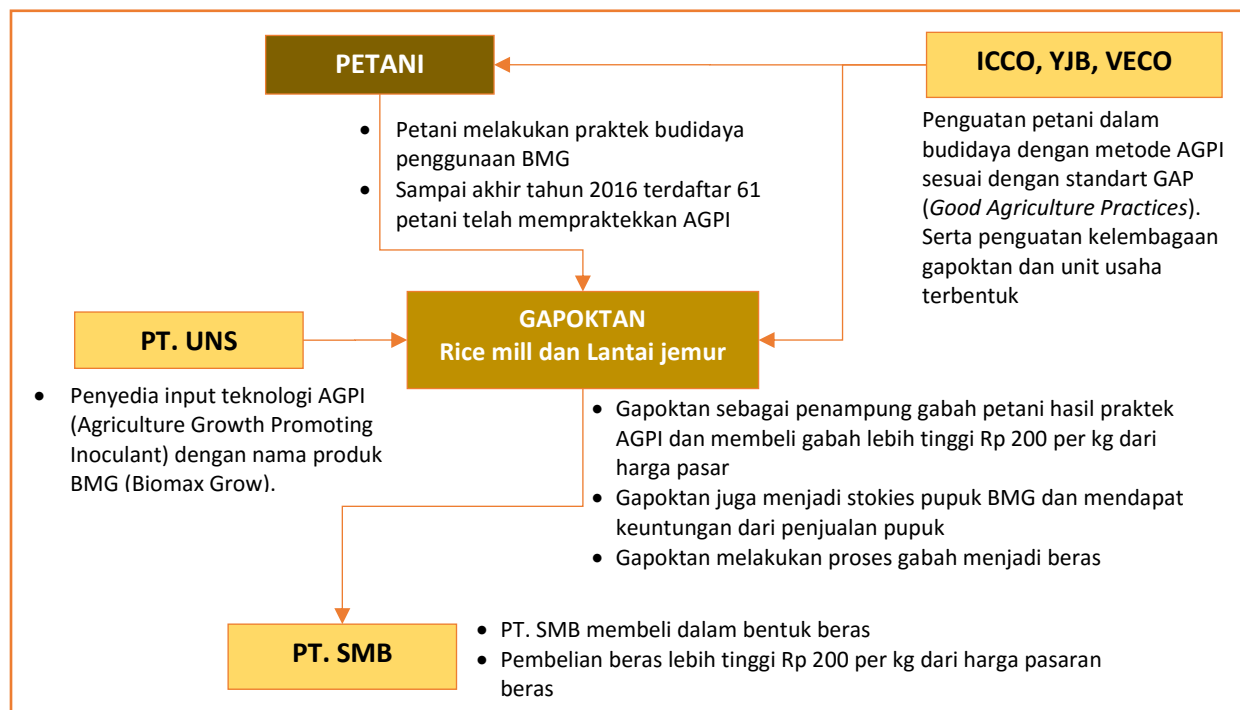 PETANI
ICCO, YJB, VECO
• Petani melakukan praktek budidaya
penggunaan BMG
• Sampai akhir tahun 2016 terdaftar 61
petani telah mempraktekkan AGPI
Penguatan petani dalam
budidaya dengan metode AGPI
sesuai dengan standart GAP
(Good Agriculture Practices).
Serta penguatan kelembagaan
gapoktan dan unit usaha
terbentuk
GAPOKTAN
Rice mill dan Lantai jemur
PT. UNS
• Penyedia input teknologi AGPI
(Agriculture Growth Promoting
Inoculant) dengan nama produk
BMG (Biomax Grow).
• Gapoktan sebagai penampung gabah petani hasil praktek
AGPI dan membeli gabah lebih tinggi Rp 200 per kg dari
harga pasar
• Gapoktan juga menjadi stokies pupuk BMG dan mendapat
keuntungan dari penjualan pupuk
• Gapoktan melakukan proses gabah menjadi beras
PT. SMB
• PT. SMB membeli dalam bentuk beras
• Pembelian beras lebih tinggi Rp 200 per kg dari harga pasaran
beras